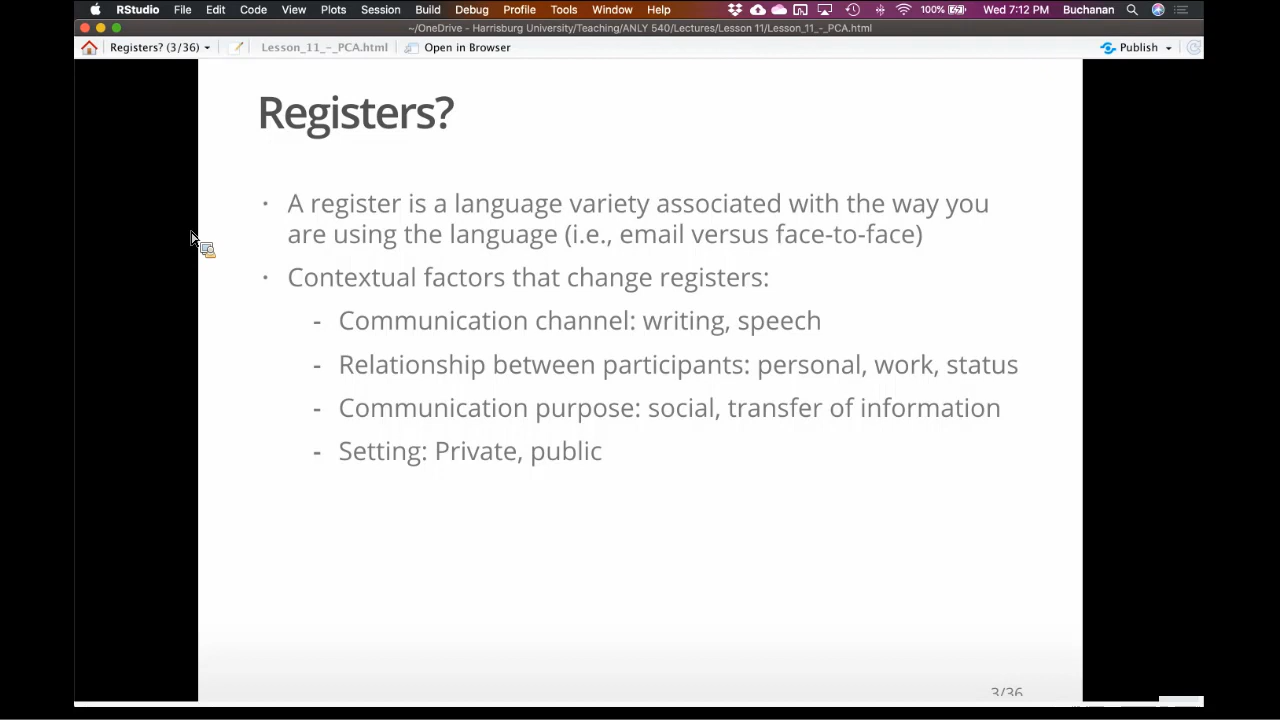 RStudio File Edit Code View Plots Session Build Debug Profile Tools Window Help 100% Wed 7:12 PM Buchanan
~/OneDrive - Harrisburg University/Teaching/ANLY 540/Lectures/Lesson 11/Lesson_11_-_PCA.html
Registers? (3/36) Lesson_11_-_PCA.html Open in Browser Publish
Registers?
· A register is a language variety associated with the way you
are using the language (i.e., email versus face-to-face)
· Contextual factors that change registers:
- Communication channel: writing, speech
- Relationship between participants: personal, work, status
- Communication purpose: social, transfer of information
- Setting: Private, public
3/36